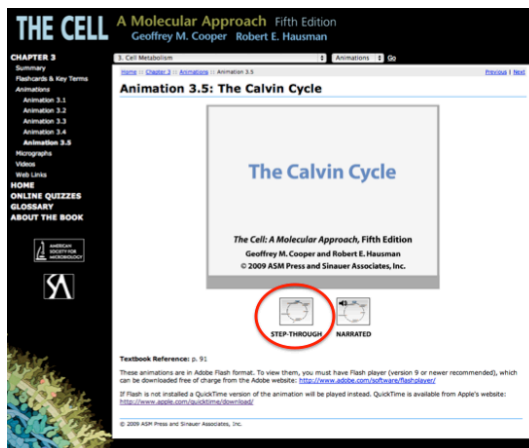 THE CELL
A Molecular Approach Fifth Edition
Geoffrey M. Cooper Robert E. Hausman
CHAPTER 3
Summary
Flashcards & Key Terms
Animations
Animation 3.1
Animation 3.2
Animation 3.3
Animation 3.4
Animation 3.5
Micrographs
Videos
Web Links
HOME
ONLINE QUIZZES
GLOSSARY
ABOUT THE BOOK
AMERICAN
SOCIETY FOR
MICROBIOLOGY
3. Cell Metabolism Animations Go
Home :: Chapter 3 :: Animations :: Animation 3.5 Previous | Next
Animation 3.5: The Calvin Cycle
The Calvin Cycle
The Cell: A Molecular Approach, Fifth Edition
Geoffrey M. Cooper and Robert E. Hausman
© 2009 ASM Press and Sinauer Associates, Inc.
STEP-THROUGH NARRATED
Textbook Reference: p. 91
These animations are in Adobe Flash format. To view them, you must have Flash player (version 9 or newer recommended), which
can be downloaded free of charge from the Adobe website: http://www.adobe.com/software/flashplayer/
If Flash is not installed a QuickTime version of the animation will be played instead. QuickTime is available from Apple's website:
http://www.apple.com/quicktime/download/
© 2009 ASM Press and Sinauer Associates, Inc.